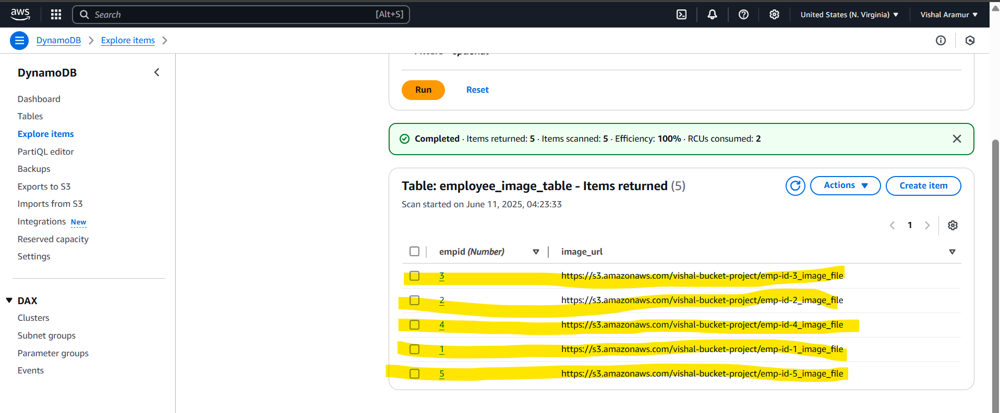 aws
Search [Alt+S]
United States (N. Virginia)
Vishal Aramur
DynamoDB
Explore items
DynamoDB
Dashboard
Tables
Explore items
PartiQL editor
Backups
Exports to S3
Imports from S3
Integrations New
Reserved capacity
Settings
DAX
Clusters
Subnet groups
Parameter groups
Events
Filters - optional
Run
Reset
Completed · Items returned: 5 · Items scanned: 5 · Efficiency: 100% · RCUs consumed: 2
Table: employee_image_table - Items returned (5)
Actions
Create item
Scan started on June 11, 2025, 04:23:33
1
empid (Number) image_url
3 https://s3.amazonaws.com/vishal-bucket-project/emp-id-3_image_file
2 https://s3.amazonaws.com/vishal-bucket-project/emp-id-2_image_file
4 https://s3.amazonaws.com/vishal-bucket-project/emp-id-4_image_file
1 https://s3.amazonaws.com/vishal-bucket-project/emp-id-1_image_file
5 https://s3.amazonaws.com/vishal-bucket-project/emp-id-5_image_file